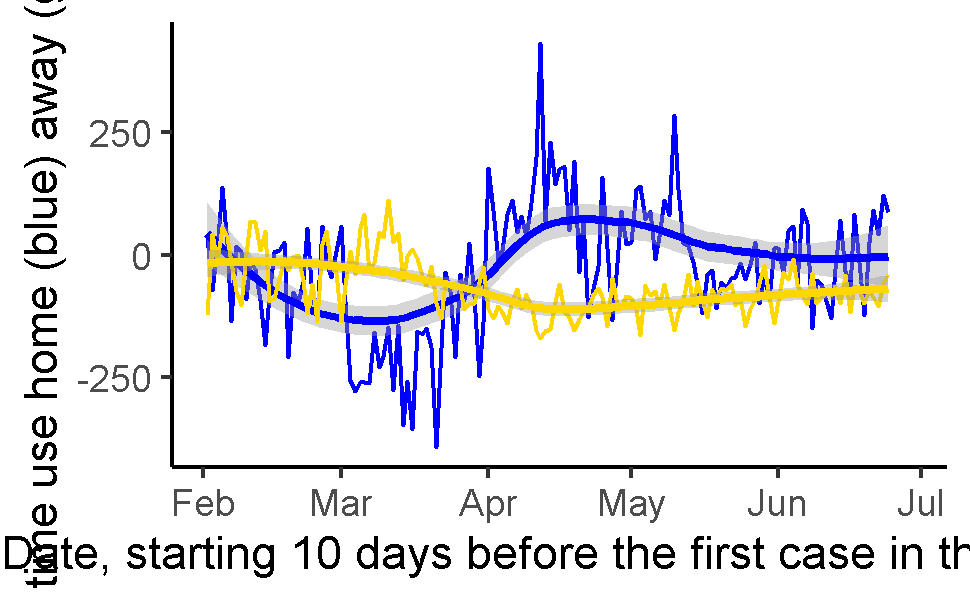 time use home (blue) away (
250
0
-250
Feb Mar Apr May Jun Jul
Date, starting 10 days before the first case in th